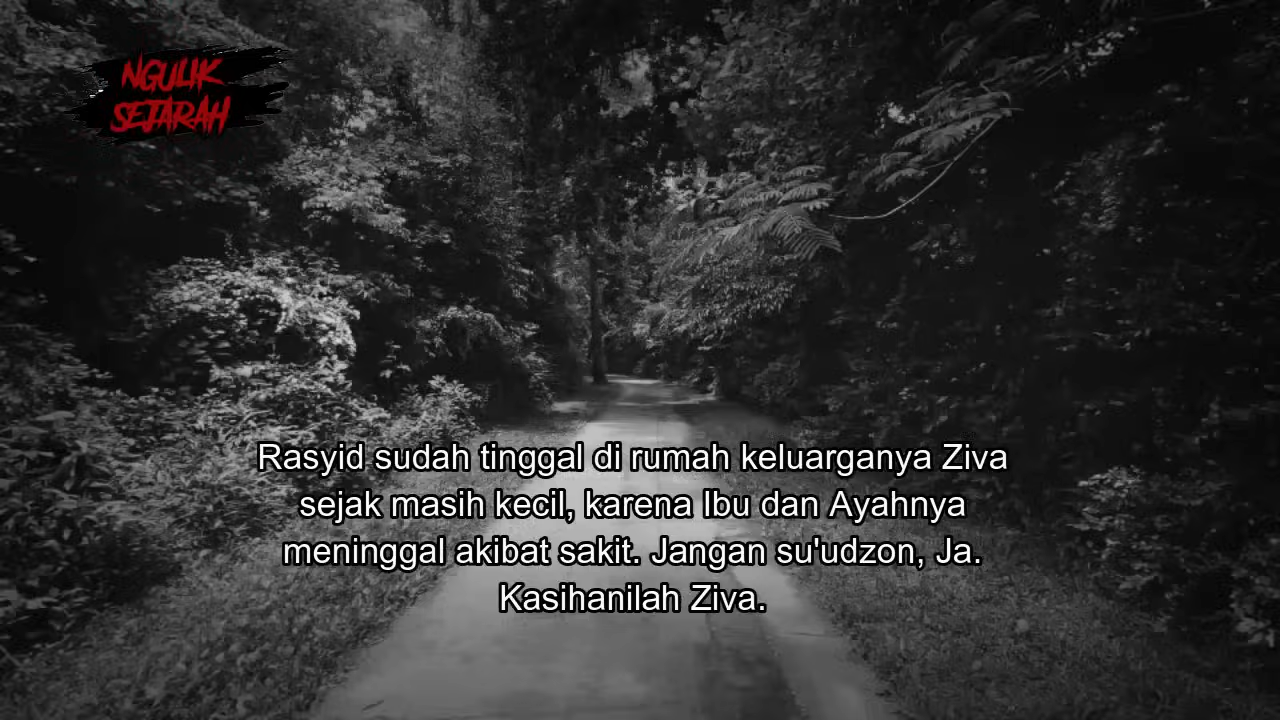 NGULIK
SEJARAH
Rasyid sudah tinggal di rumah keluarganya Ziva
sejak masih kecil, karena Ibu dan Ayahnya
meninggal akibat sakit. Jangan su'udzon, Ja.
Kasihanilah Ziva.